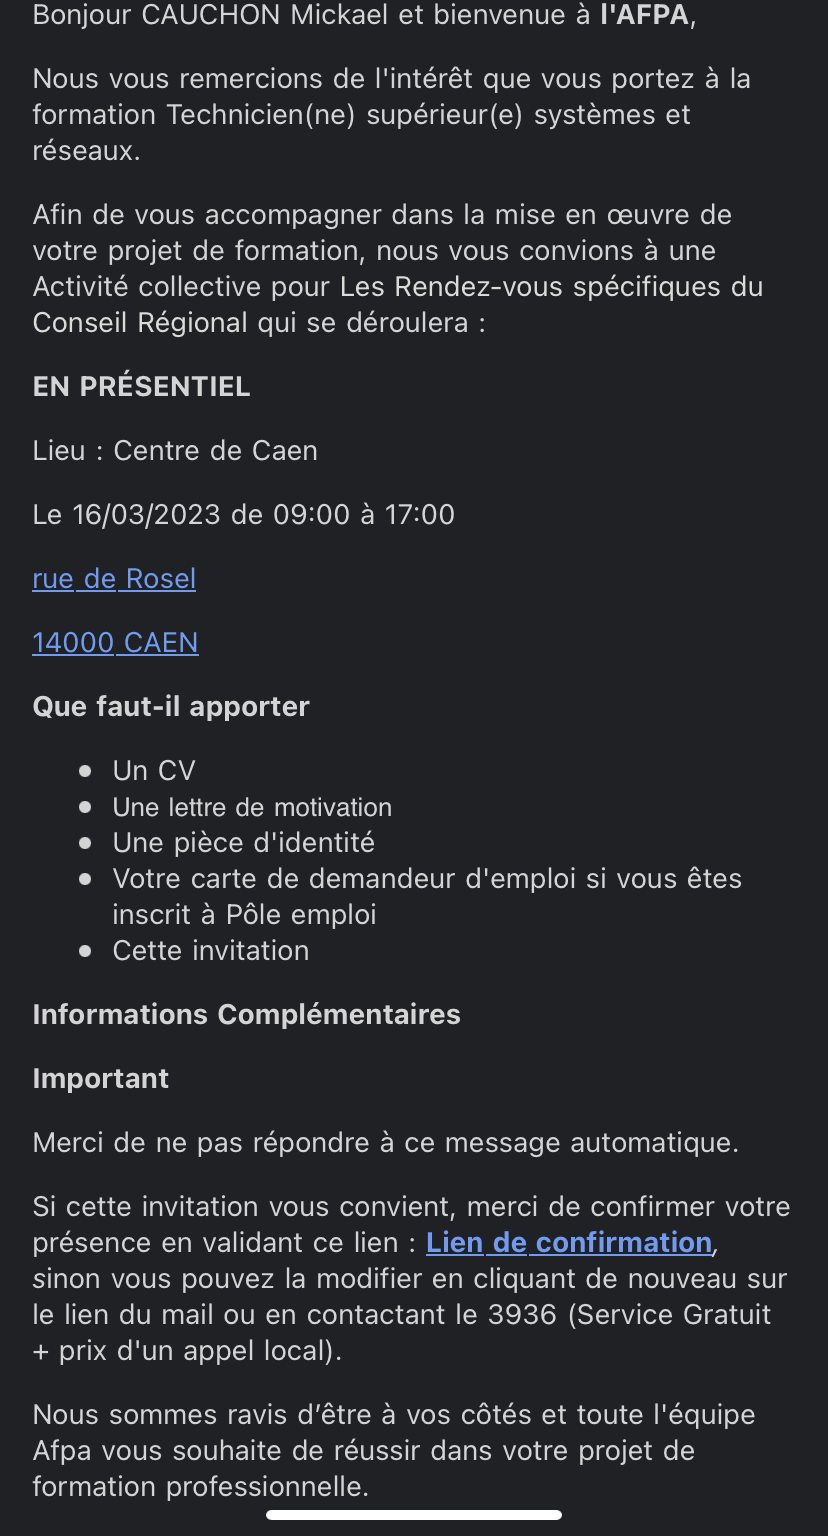 Bonjour CAUCHON Mickael et bienvenue à l'AFPA,
Nous vous remercions de l'intérêt que vous portez à la
formation Technicien(ne) supérieur(e) systèmes et
réseaux.
Afin de vous accompagner dans la mise en œuvre de
votre projet de formation, nous vous convions à une
Activité collective pour Les Rendez-vous spécifiques du
Conseil Régional qui se déroulera :
EN PRÉSENTIEL
Lieu : Centre de Caen
Le 16/03/2023 de 09:00 à 17:00
rue de Rosel
14000 CAEN
Que faut-il apporter
• Un CV
• Une lettre de motivation
• Une pièce d'identité
• Votre carte de demandeur d'emploi si vous êtes
inscrit à Pôle emploi
• Cette invitation
Informations Complémentaires
Important
Merci de ne pas répondre à ce message automatique.
Si cette invitation vous convient, merci de confirmer votre
présence en validant ce lien : Lien de confirmation,
sinon vous pouvez la modifier en cliquant de nouveau sur
le lien du mail ou en contactant le 3936 (Service Gratuit
+ prix d'un appel local).
Nous sommes ravis d’être à vos côtés et toute l'équipe
Afpa vous souhaite de réussir dans votre projet de
formation professionnelle.